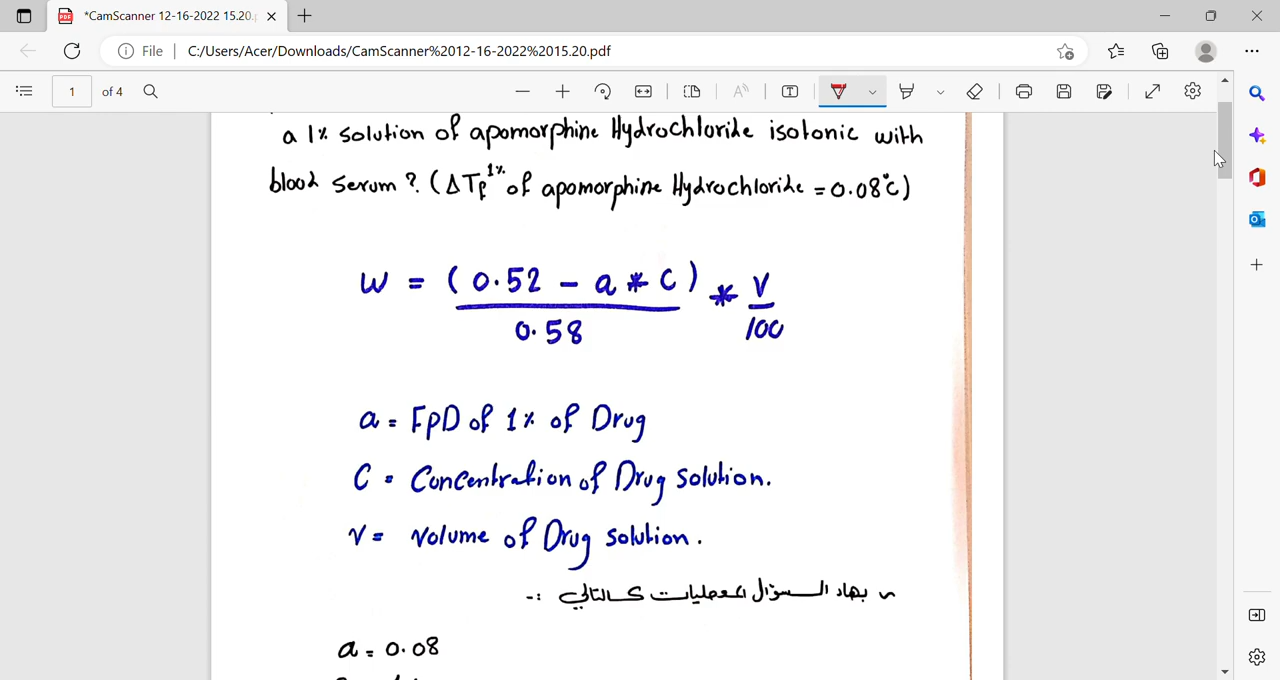 *CamScanner 12-16-2022 15.20.p
File
C:/Users/Acer/Downloads/CamScanner%2012-16-2022%2015.20.pdf
1 of 4
a 1% solution of apomorphine Hydrochloride isotonic with
blood serum? (ΔTf 1% of apomorphine Hydrochloride = 0.08°C)
W = (0.52 - a * C) * V
0.58 100
a = FpD of 1% of Drug
C = Concentration of Drug solution.
V = Volume of Drug solution.
بهاد السؤال المعطيات كالتالي :-
a = 0.08